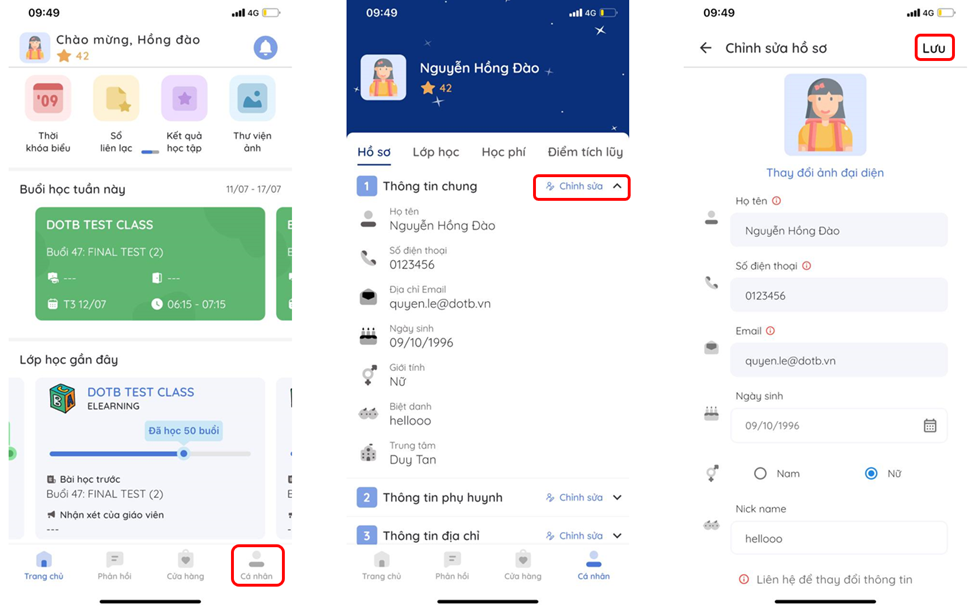 09:49
4G
Chào mừng, Hồng đào
42
'09
Thời
khóa biểu
Sổ
liên lạc
Kết quả
học tập
Thư viện
ảnh
Buổi học tuần này
11/07 - 17/07
DOTB TEST CLASS
Buổi 47: FINAL TEST (2)
---
---
T3 12/07
06:15 - 07:15
Lớp học gần đây
DOTB TEST CLASS
ELEARNING
Đã học 50 buổi
Bài học trước
Buổi 47: FINAL TEST (2)
Nhận xét của giáo viên
---
Trang chủ
Phản hồi
Cửa hàng
Cá nhân
09:49
4G
Nguyễn Hồng Đào
42
Hồ sơ
Lớp học
Học phí
Điểm tích lũy
1 Thông tin chung
Chỉnh sửa
Họ tên
Nguyễn Hồng Đào
Số điện thoại
0123456
Địa chỉ Email
quyen.le@dotb.vn
Ngày sinh
09/10/1996
Giới tính
Nữ
Biệt danh
hellooo
Trung tâm
Duy Tan
2 Thông tin phụ huynh
Chỉnh sửa
3 Thông tin địa chỉ
Chỉnh sửa
Trang chủ
Phản hồi
Cửa hàng
Cá nhân
09:49
4G
Chỉnh sửa hồ sơ
Lưu
Thay đổi ảnh đại diện
Họ tên
Nguyễn Hồng Đào
Số điện thoại
0123456
Email
quyen.le@dotb.vn
Ngày sinh
09/10/1996
Nam
Nữ
Nick name
hellooo
Liên hệ để thay đổi thông tin